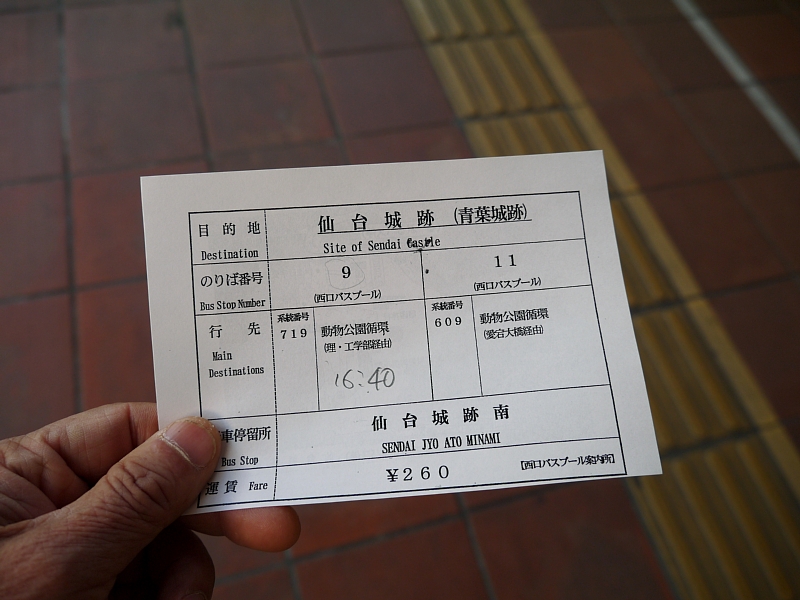 目的地 仙台城跡 (青葉城跡)
Destination Site of Sendai Castle
のりば番号 9 11
Bus Stop Number (西口バスプール) (西口バスプール)
行先 系統番号 動物公園循環 系統番号 動物公園循環
719 (理・工学部経由) 609 (愛宕大橋経由)
Main
Destinations 16:40
車停留所 仙台城跡南
Bus Stop SENDAI JYO ATO MINAMI
運賃 Fare ¥260 [西口バスプール案内所]